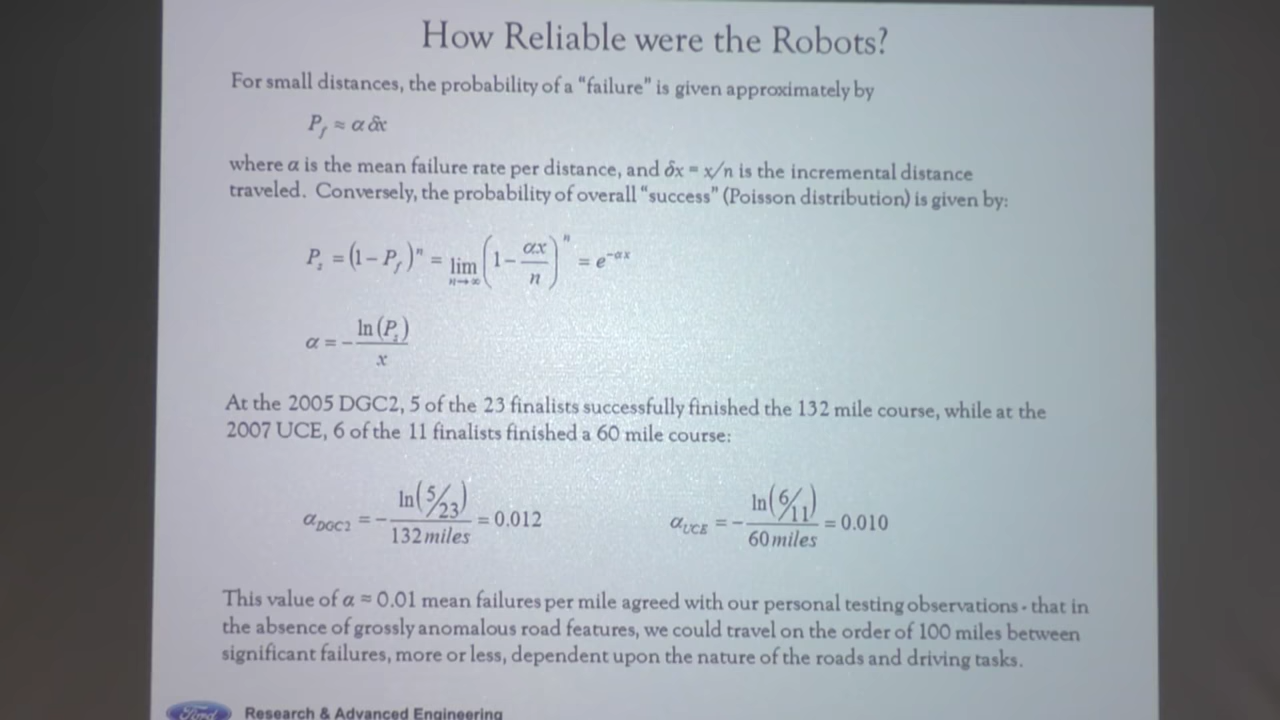 How Reliable were the Robots?
For small distances, the probability of a "failure" is given approximately by
P_f ≈ α δx
where α is the mean failure rate per distance, and δx = x/n is the incremental distance
traveled. Conversely, the probability of overall "success" (Poisson distribution) is given by:
P_s = (1 − P_f)^n = lim_{n→∞} (1 − αx/n)^n = e^{−αx}
α = − ln(P_s)/x
At the 2005 DGC2, 5 of the 23 finalists successfully finished the 132 mile course, while at the
2007 UCE, 6 of the 11 finalists finished a 60 mile course:
α_DGC2 = − ln(5/23)/132 miles = 0.012 α_UCE = − ln(6/11)/60 miles = 0.010
This value of α ≈ 0.01 mean failures per mile agreed with our personal testing observations - that in
the absence of grossly anomalous road features, we could travel on the order of 100 miles between
significant failures, more or less, dependent upon the nature of the roads and driving tasks.
Ford Research & Advanced Engineering